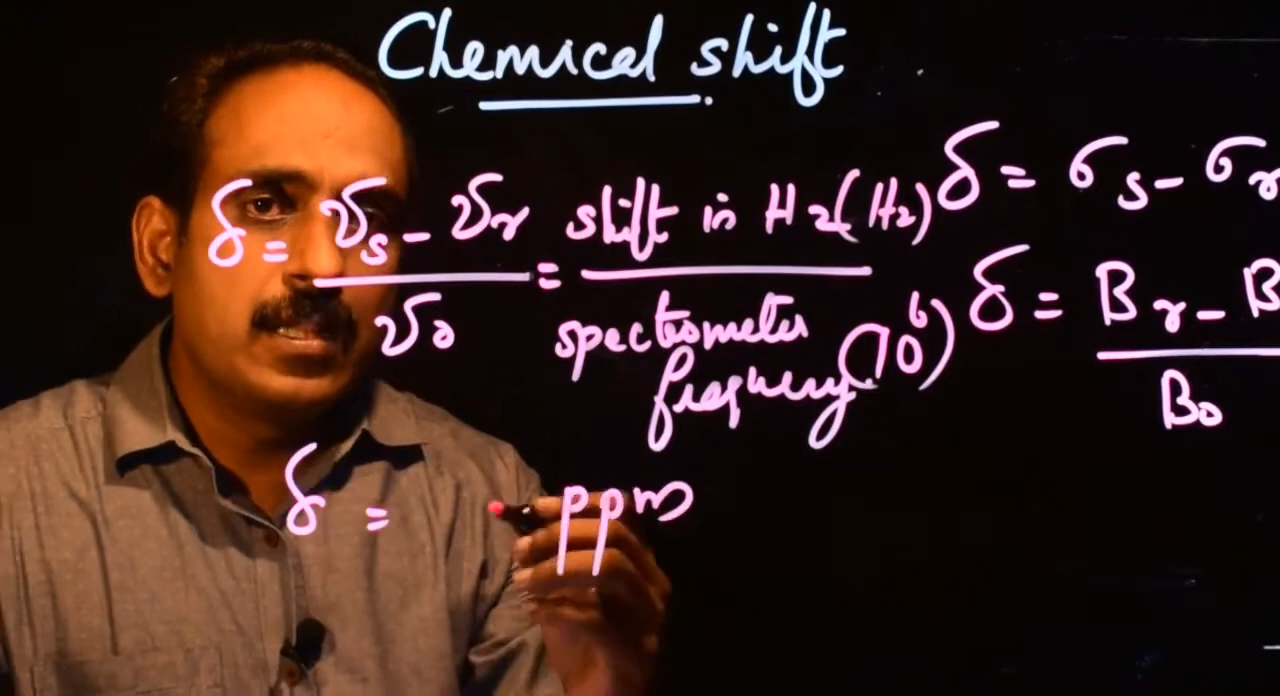 Chemical shift
δ = νs - νr / ν0 = shift in Hz (Hz) / spectrometer frequency (10⁶)
δ = σs - σr
δ = Br - B / B0
δ = ppm